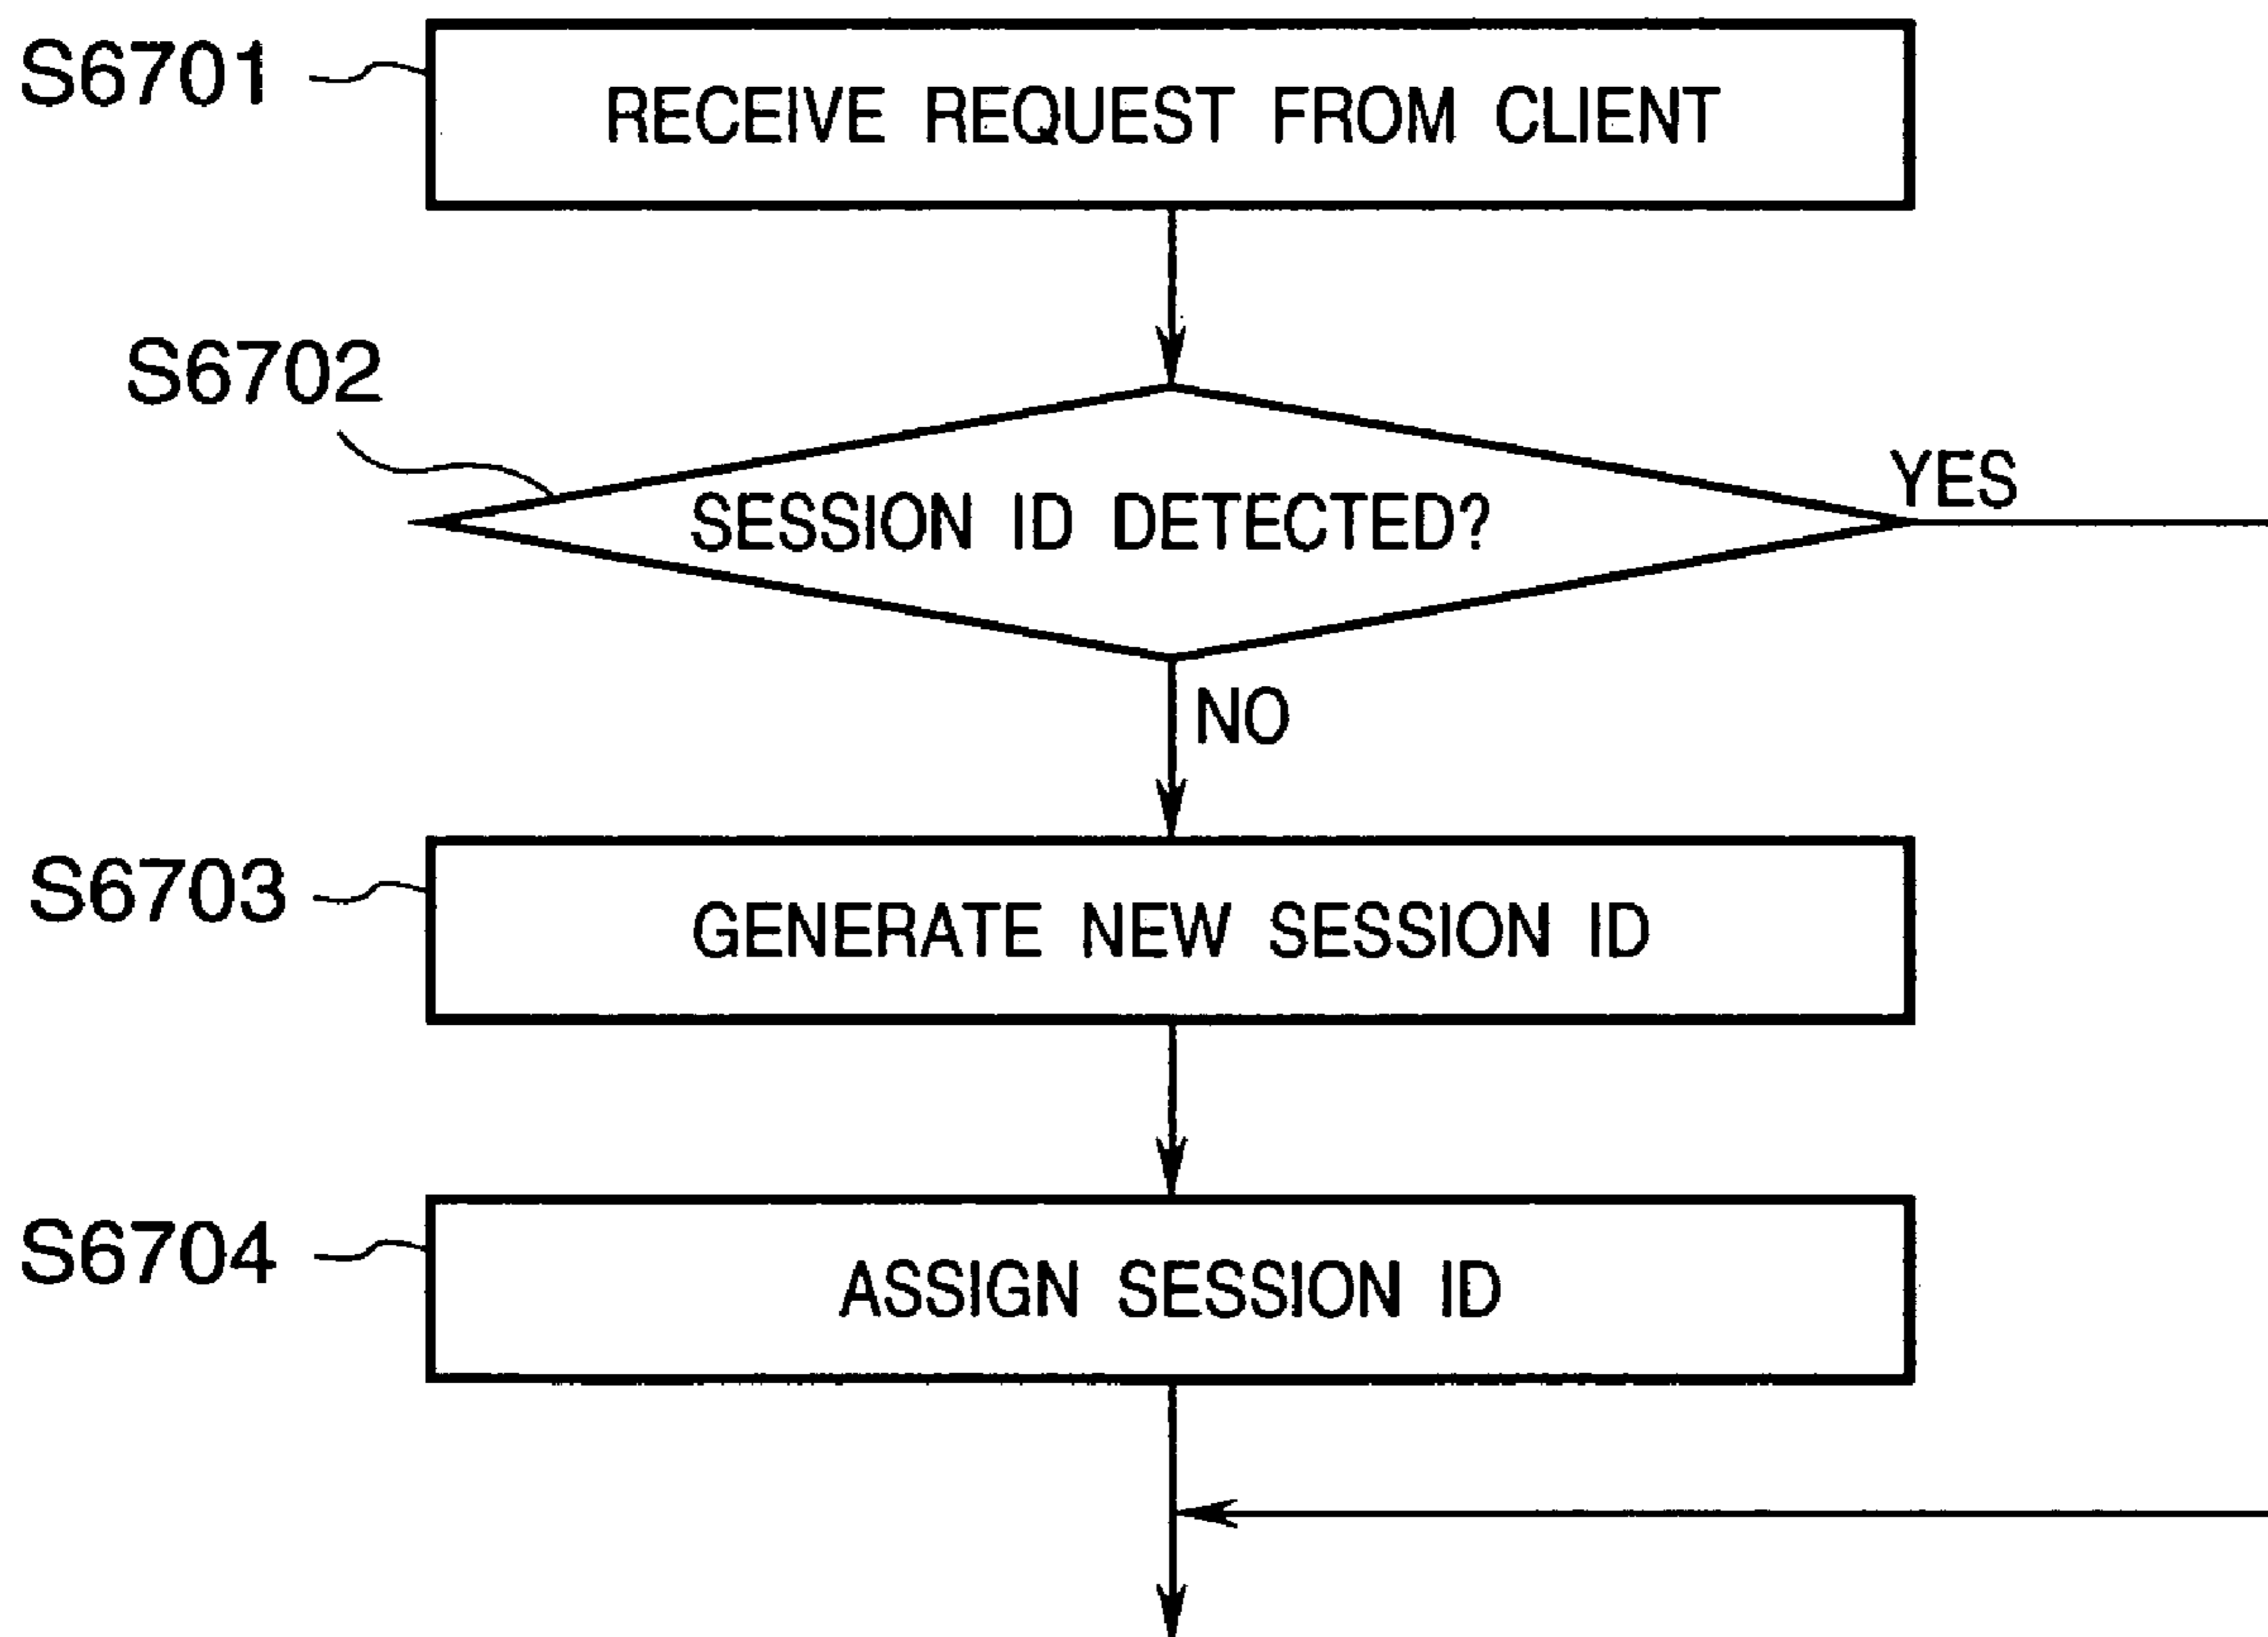 S6701
RECEIVE REQUEST FROM CLIENT
S6702
SESSION ID DETECTED?
YES
NO
S6703
GENERATE NEW SESSION ID
S6704
ASSIGN SESSION ID